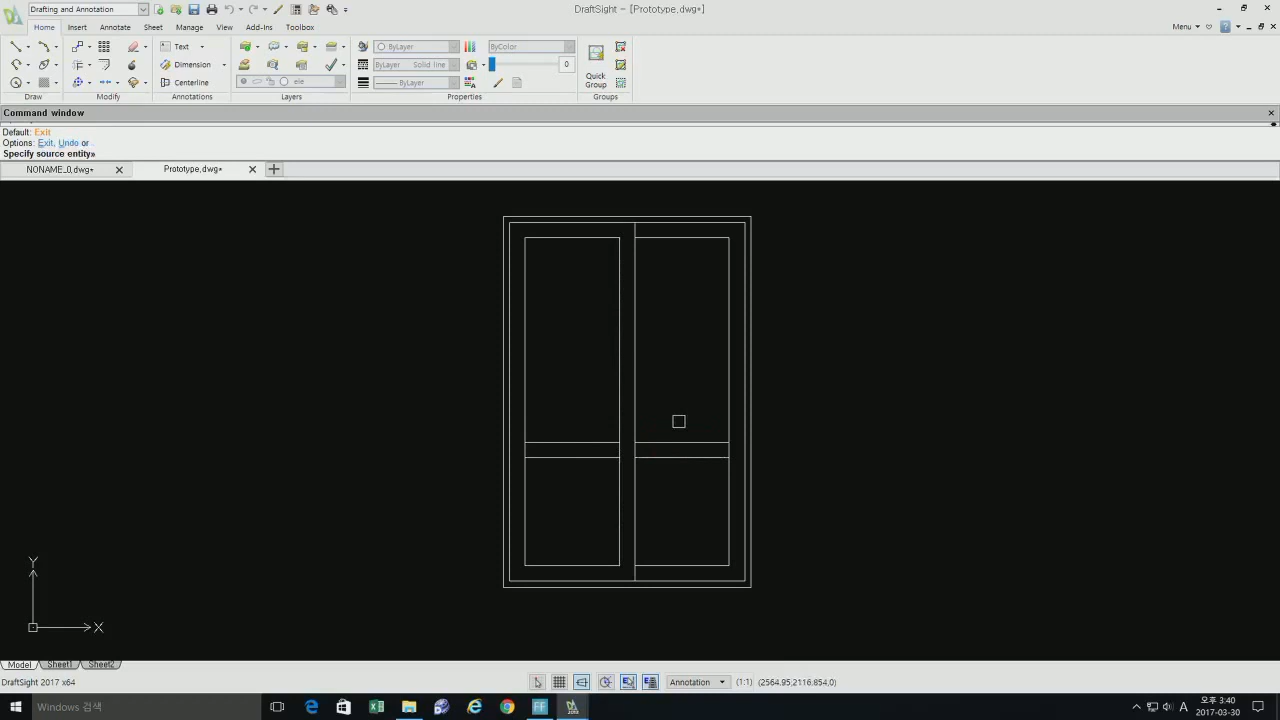 Drafting and Annotation
DraftSight - [Prototype.dwg*]
Home Insert Annotate Sheet Manage View Add-Ins Toolbox
Menu
Text
ByLayer
ByColor
Dimension
ByLayer Solid line
0
Quick
Group
Centerline
ele
ByLayer
Draw Modify Annotations Layers Properties Groups
Command window
Default: Exit
Options: Exit, Undo or
Specify source entity»
NONAME_0.dwg* Prototype.dwg*
Y
X
Model Sheet1 Sheet2
DraftSight 2017 x64
Annotation
(1:1) (2564.95,2116.854,0)
Windows 검색
A
오후 3:40
2017-03-30